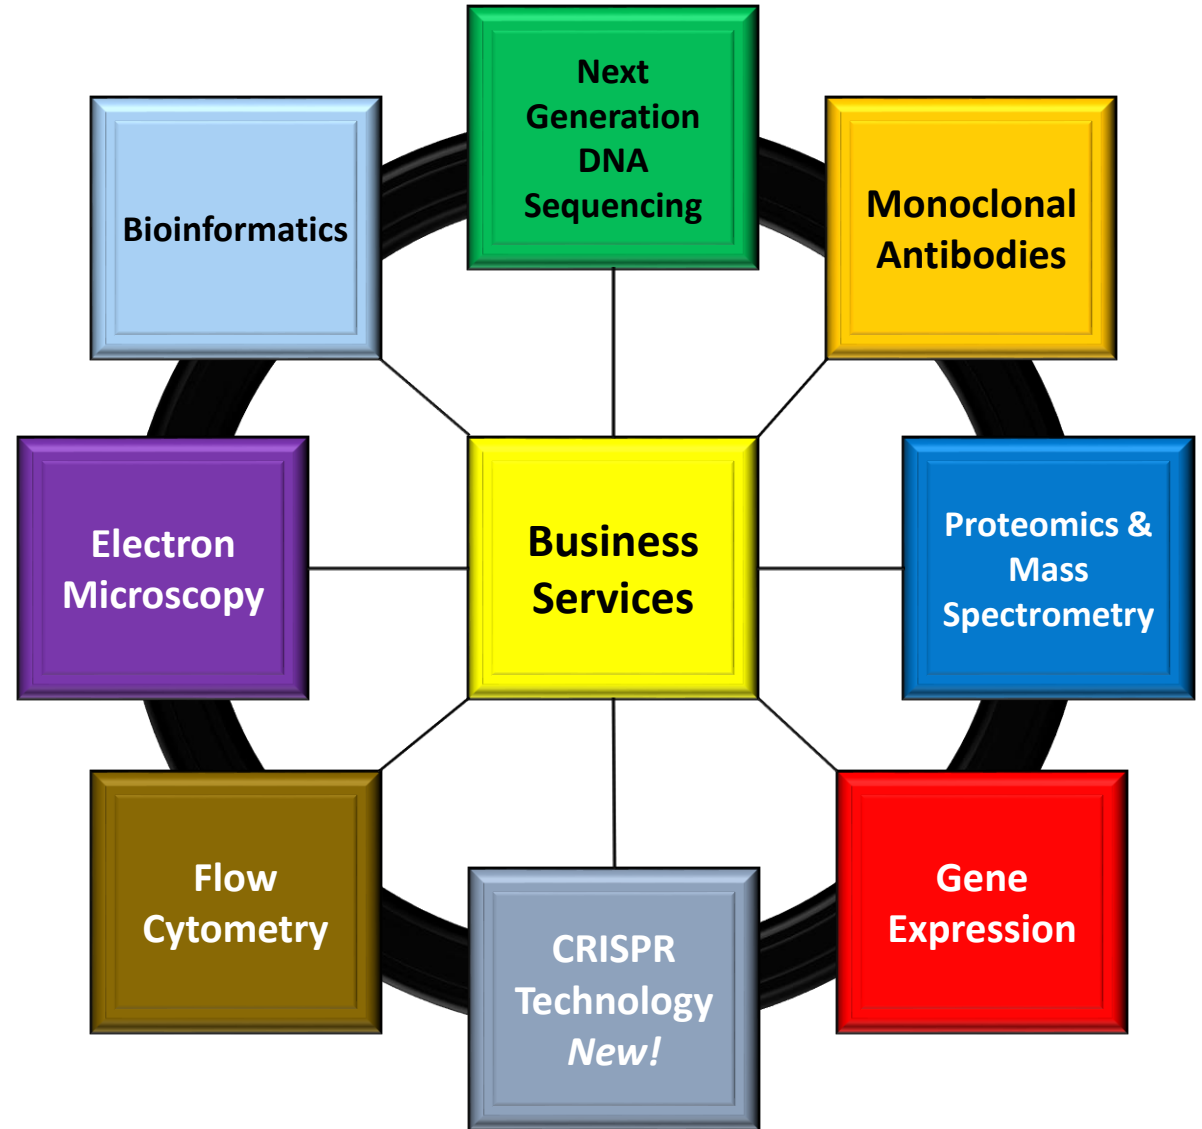 Next
Generation
DNA
Sequencing
Monoclonal
Antibodies
Bioinformatics
Proteomics &
Mass
Spectrometry
Electron
Microscopy
Business
Services
Gene
Expression
Flow
Cytometry
CRISPR
Technology
New!